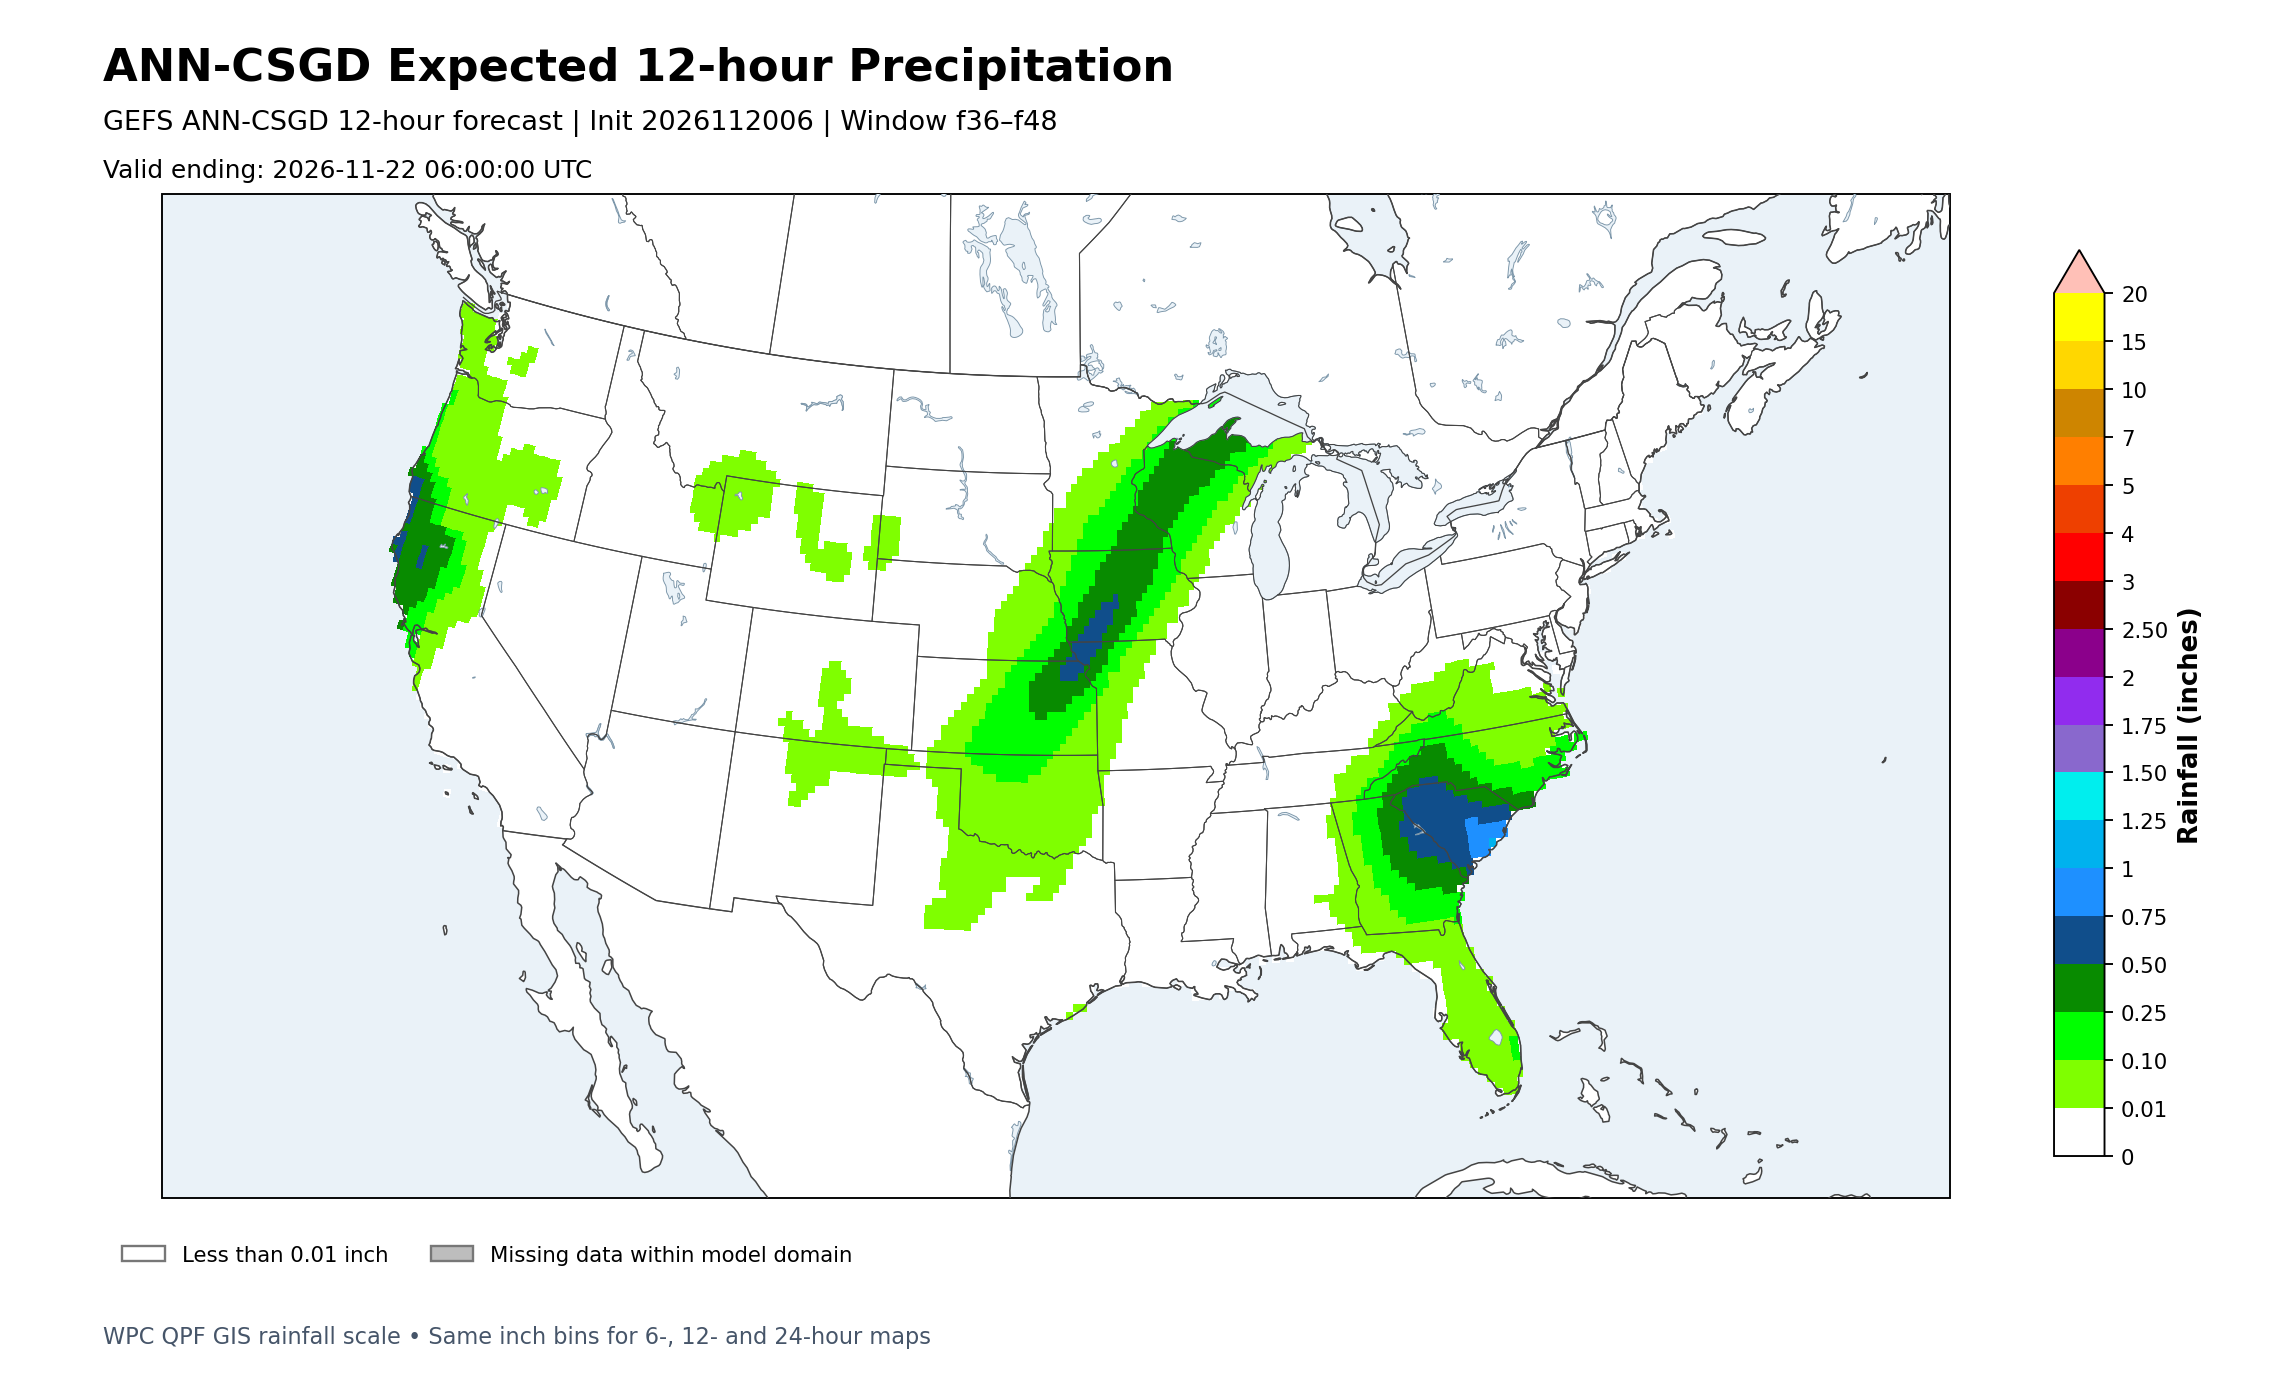 ANN-CSGD Expected 12-hour Precipitation
GEFS ANN-CSGD 12-hour forecast | Init 2026112006 | Window f36–f48
Valid ending: 2026-11-22 06:00:00 UTC
20
15
10
7
5
4
3
2.50
2
1.75
1.50
1.25
1
0.75
0.50
0.25
0.10
0.01
0
Rainfall (inches)
Less than 0.01 inch
Missing data within model domain
WPC QPF GIS rainfall scale • Same inch bins for 6-, 12- and 24-hour maps